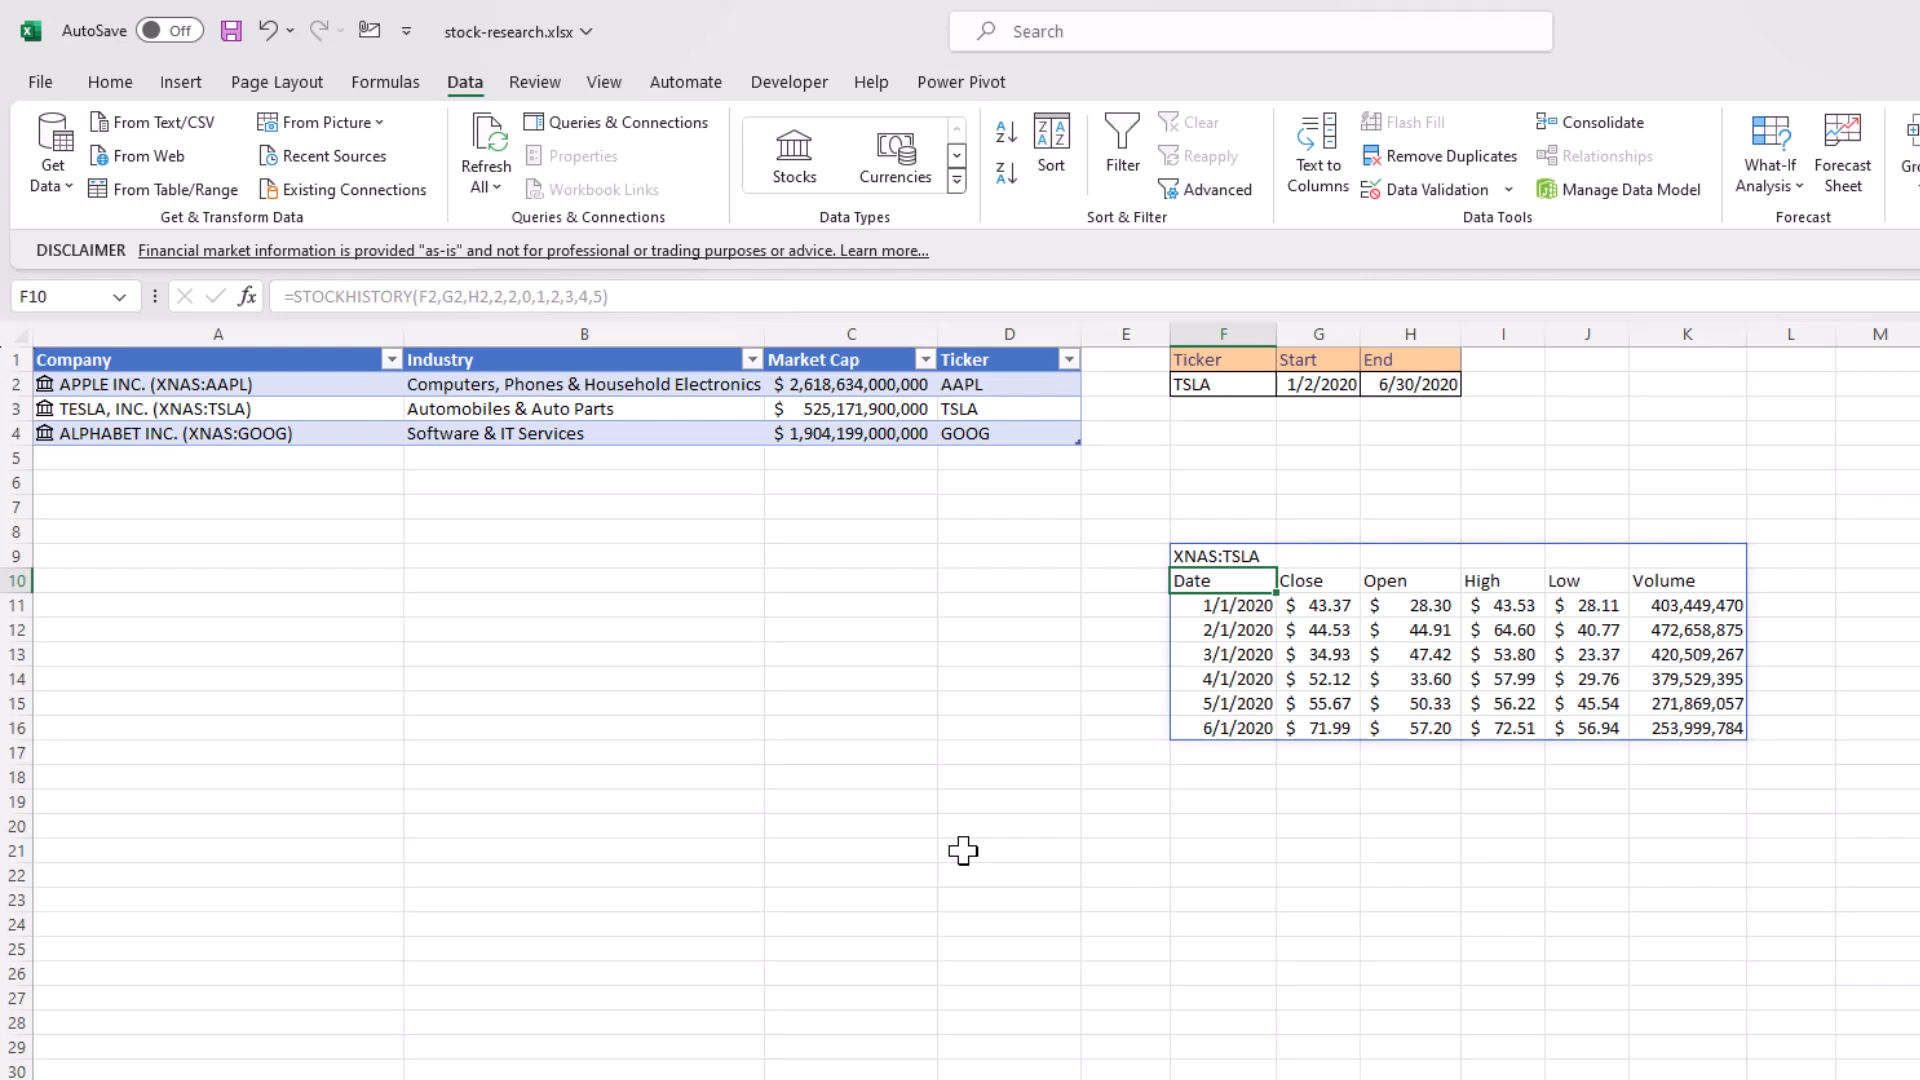 AutoSave Off stock-research.xlsx Search
File Home Insert Page Layout Formulas Data Review View Automate Developer Help Power Pivot
Get Data
From Text/CSV
From Web
From Table/Range
From Picture
Recent Sources
Existing Connections
Get & Transform Data
Refresh All
Queries & Connections
Properties
Workbook Links
Queries & Connections
Stocks
Currencies
Data Types
Sort
Filter
Clear
Reapply
Advanced
Sort & Filter
Text to Columns
Flash Fill
Remove Duplicates
Data Validation
Consolidate
Relationships
Manage Data Model
Data Tools
What-If Analysis
Forecast Sheet
Forecast
DISCLAIMER Financial market information is provided "as-is" and not for professional or trading purposes or advice. Learn more...
F10 fx =STOCKHISTORY(F2,G2,H2,2,2,0,1,2,3,4,5)
A B C D E F G H I J K L M
1 Company Industry Market Cap Ticker Ticker Start End
2 APPLE INC. (XNAS:AAPL) Computers, Phones & Household Electronics $ 2,618,634,000,000 AAPL TSLA 1/2/2020 6/30/2020
3 TESLA, INC. (XNAS:TSLA) Automobiles & Auto Parts $ 525,171,900,000 TSLA
4 ALPHABET INC. (XNAS:GOOG) Software & IT Services $ 1,904,199,000,000 GOOG
5
6
7
8
9 XNAS:TSLA
10 Date Close Open High Low Volume
11 1/1/2020 $ 43.37 $ 28.30 $ 43.53 $ 28.11 403,449,470
12 2/1/2020 $ 44.53 $ 44.91 $ 64.60 $ 40.77 472,658,875
13 3/1/2020 $ 34.93 $ 47.42 $ 53.80 $ 23.37 420,509,267
14 4/1/2020 $ 52.12 $ 33.60 $ 57.99 $ 29.76 379,529,395
15 5/1/2020 $ 55.67 $ 50.33 $ 56.22 $ 45.54 271,869,057
16 6/1/2020 $ 71.99 $ 57.20 $ 72.51 $ 56.94 253,999,784
17
18
19
20
21
22
23
24
25
26
27
28
29
30